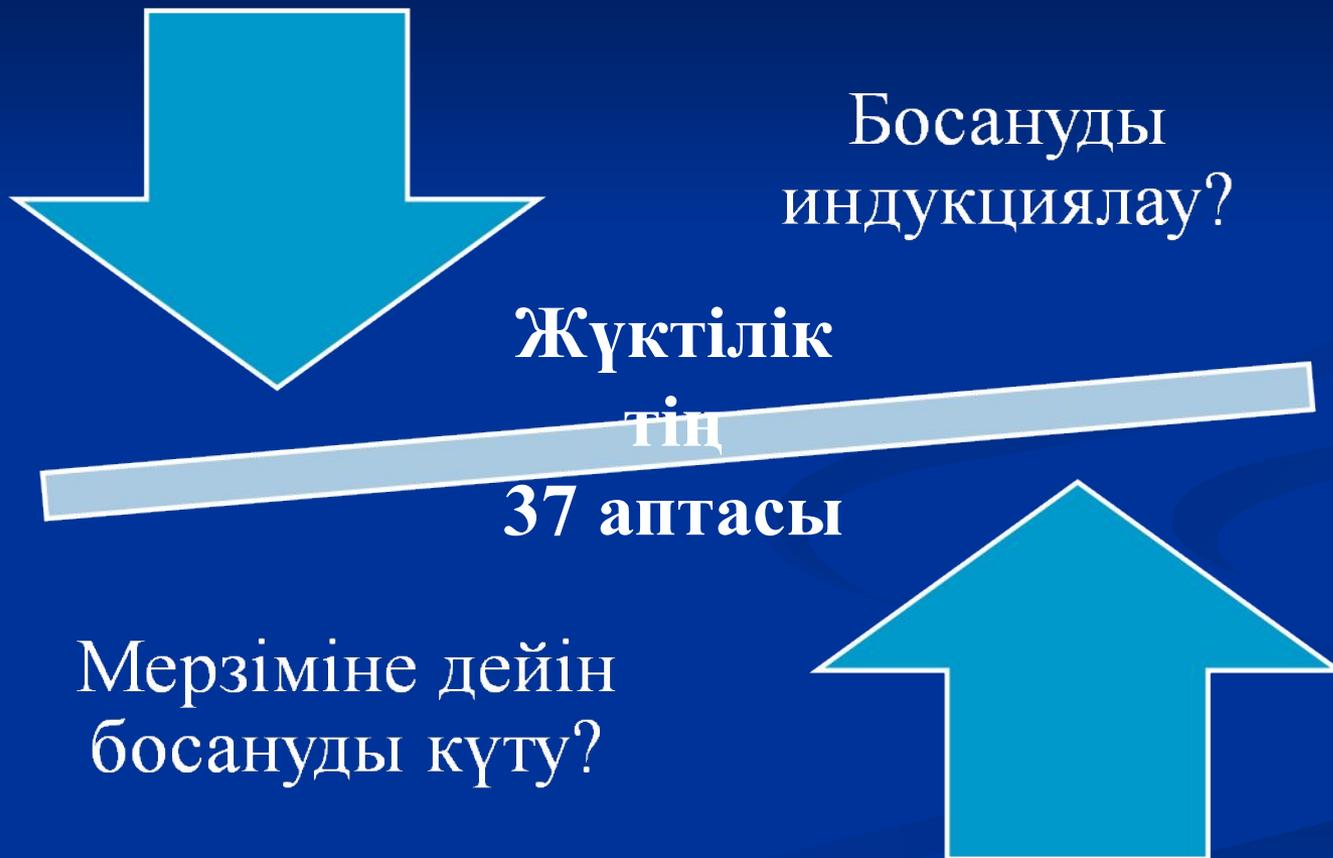 Босануды
индукциялау?
Жүктілік
тің
37 аптасы
Мерзіміне дейін
босануды күту?